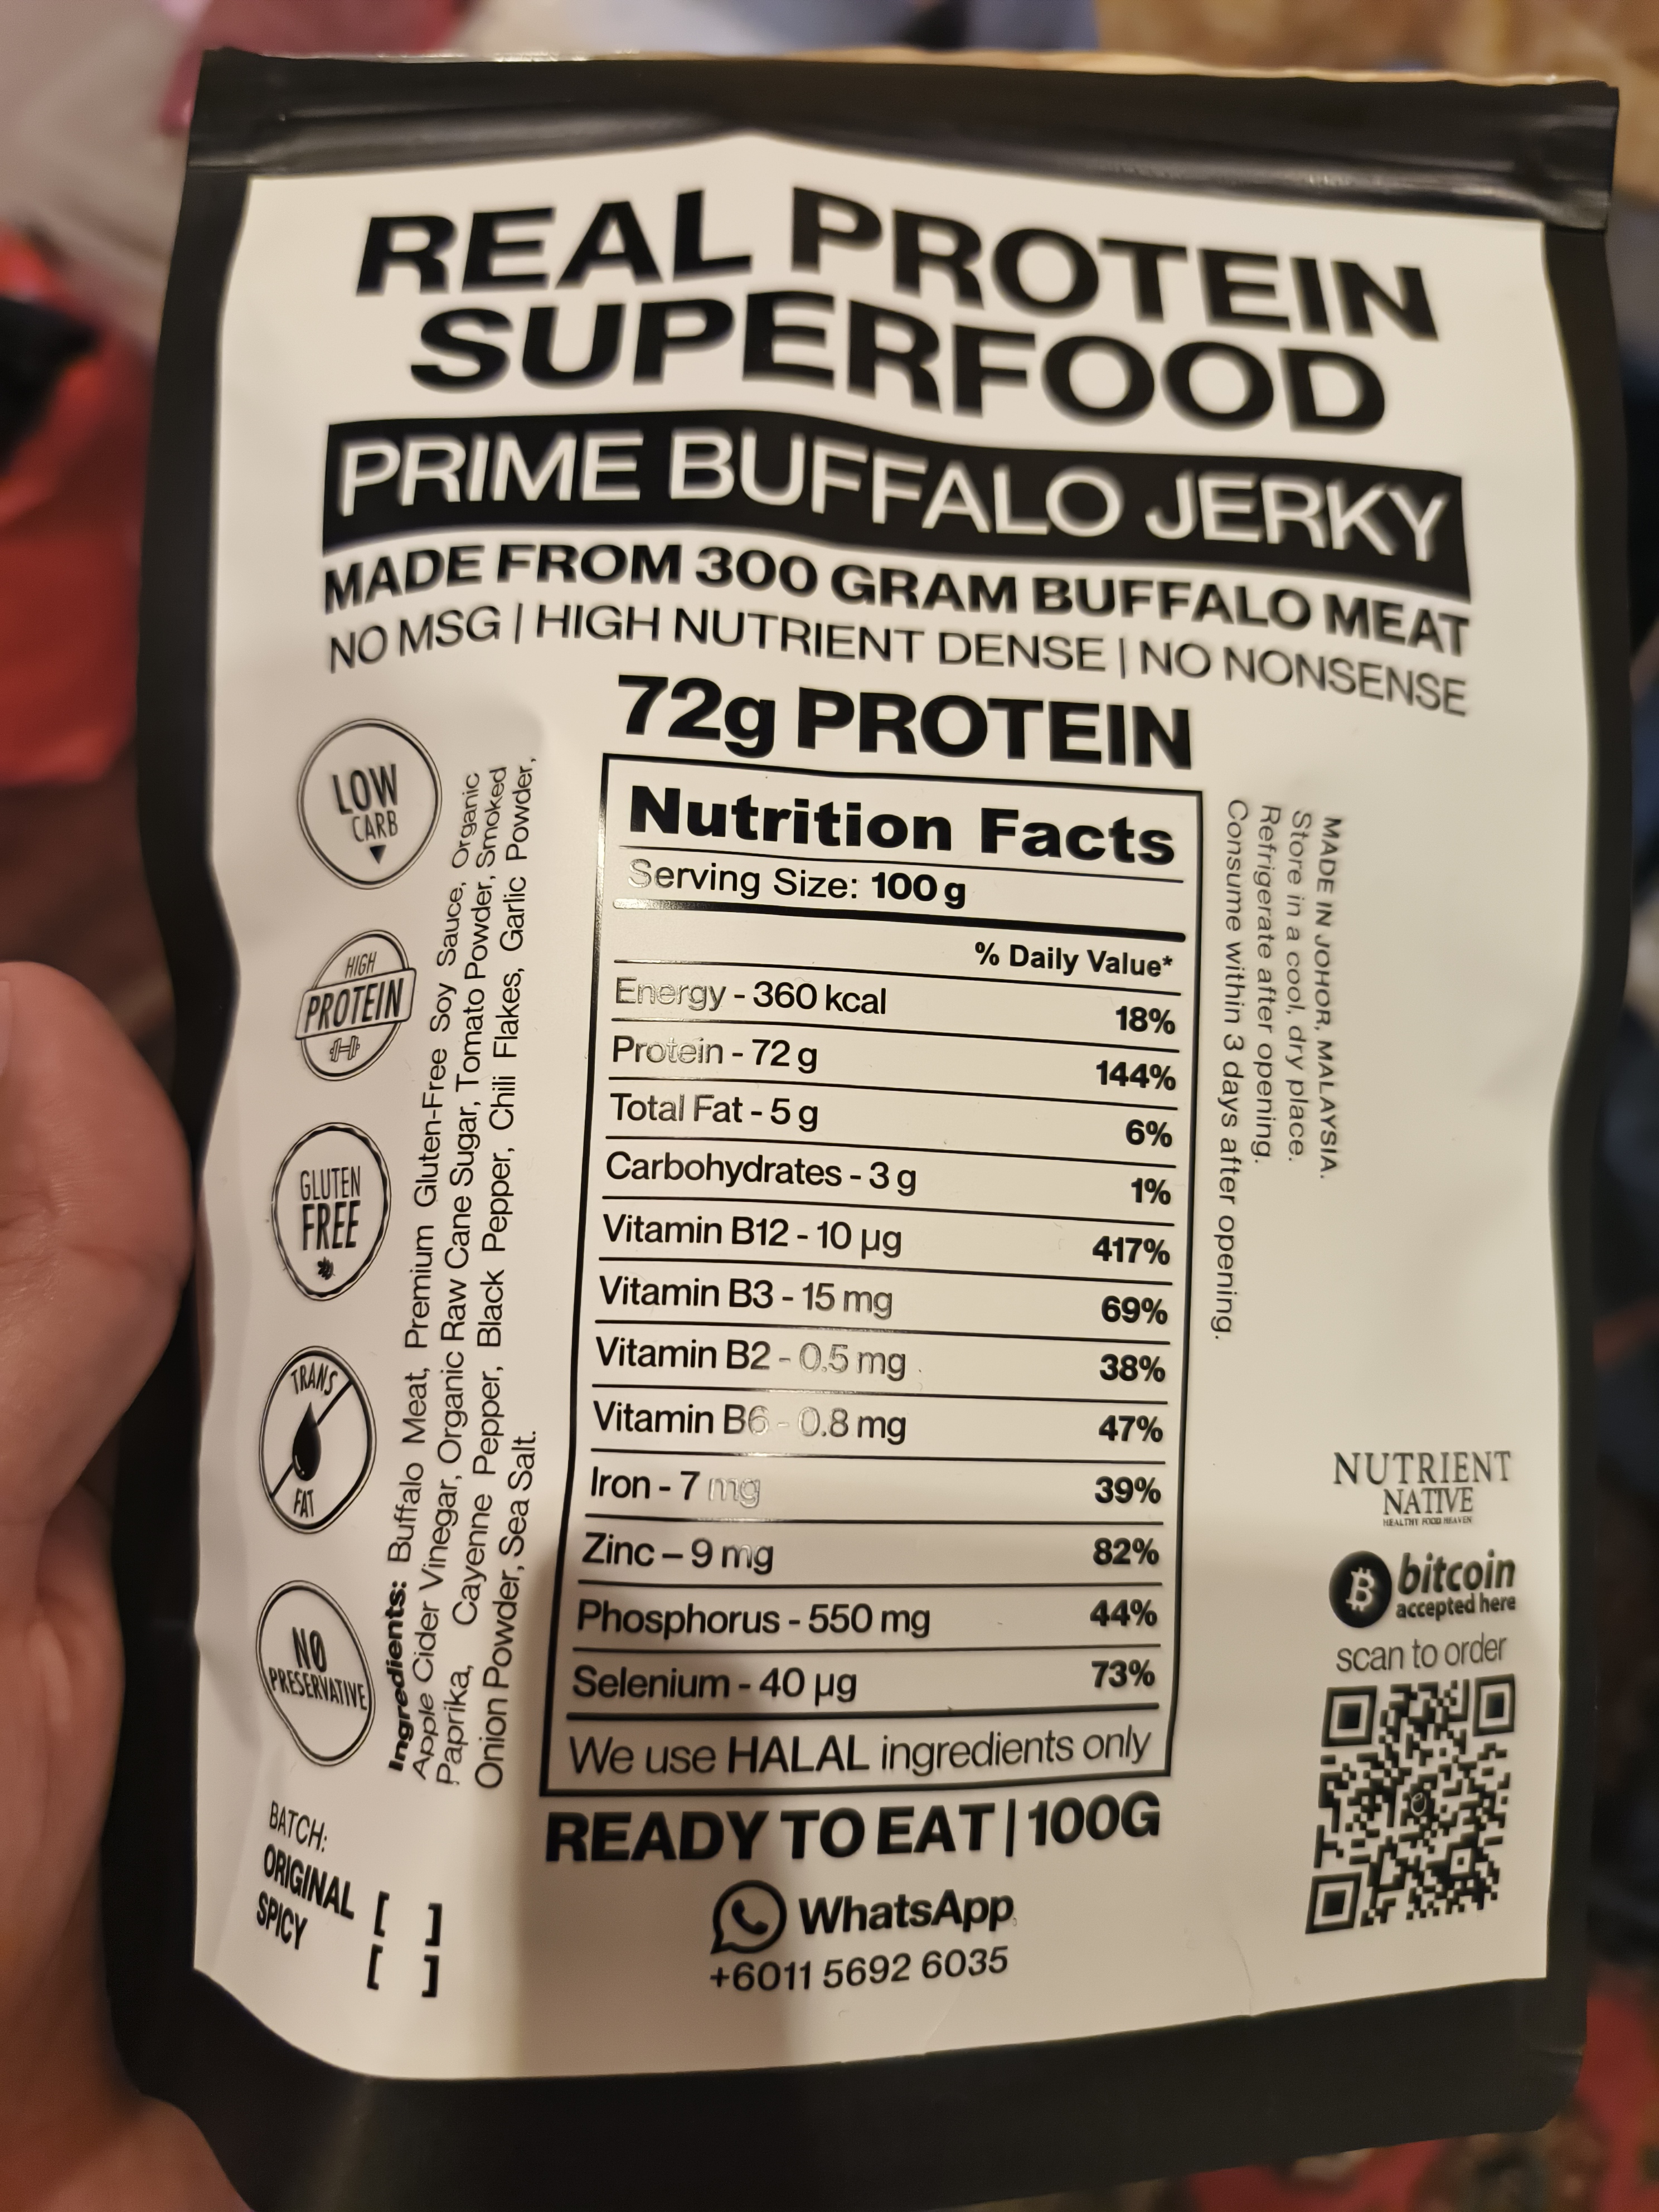 REAL PROTEIN
SUPERFOOD
PRIME BUFFALO JERKY
MADE FROM 300 GRAM BUFFALO MEAT
NO MSG | HIGH NUTRIENT DENSE | NO NONSENSE
72g PROTEIN
LOW
CARB
HIGH
PROTEIN
GLUTEN
FREE
TRANS
FAT
NO
PRESERVATIVE
Ingredients: Buffalo Meat, Premium Gluten-Free Soy Sauce, Organic
Apple Cider Vinegar, Organic Raw Cane Sugar, Tomato Powder, Smoked
Paprika, Cayenne Pepper, Black Pepper, Chili Flakes, Garlic Powder,
Onion Powder, Sea Salt.
Nutrition Facts
Serving Size: 100 g
% Daily Value*
Energy - 360 kcal 18%
Protein - 72 g 144%
Total Fat - 5 g 6%
Carbohydrates - 3 g 1%
Vitamin B12 - 10 µg 417%
Vitamin B3 - 15 mg 69%
Vitamin B2 - 0.5 mg 38%
Vitamin B6 - 0.8 mg 47%
Iron - 7 mg 39%
Zinc – 9 mg 82%
Phosphorus - 550 mg 44%
Selenium - 40 µg 73%
We use HALAL ingredients only
MADE IN JOHOR, MALAYSIA.
Store in a cool, dry place.
Refrigerate after opening.
Consume within 3 days after opening.
NUTRIENT
NATIVE
HEALTHY FOOD HEAVEN
bitcoin
accepted here
scan to order
READY TO EAT | 100G
WhatsApp
+6011 5692 6035
BATCH:
ORIGINAL [ ]
SPICY [ ]